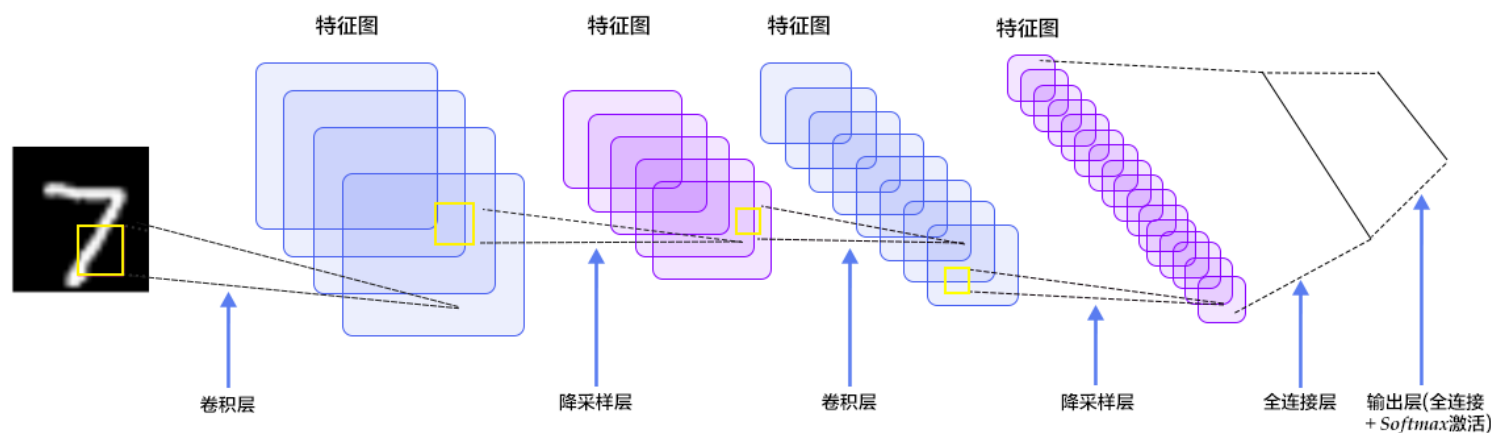 特征图
特征图
特征图
特征图
卷积层
降采样层
卷积层
降采样层
全连接层
输出层(全连接
+ Softmax激活)